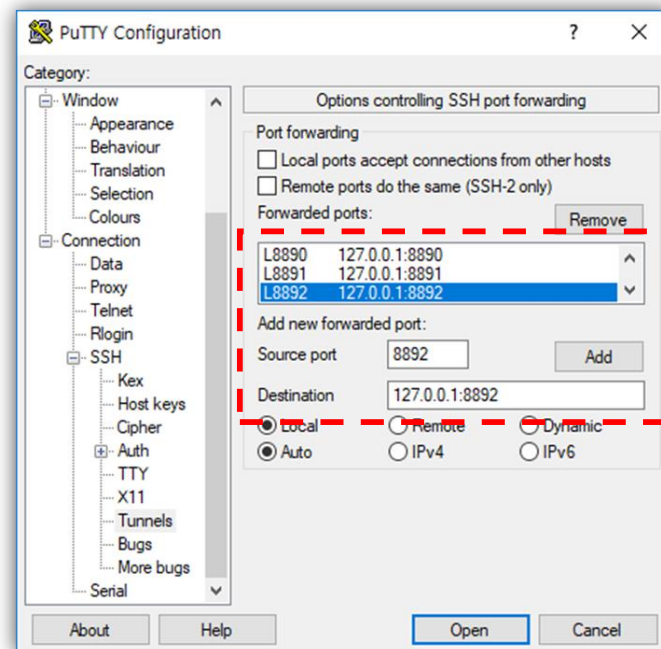 PuTTY Configuration
?
Category:
Window
Appearance
Behaviour
Translation
Selection
Colours
Connection
Data
Proxy
Telnet
Rlogin
SSH
Kex
Host keys
Cipher
Auth
TTY
X11
Tunnels
Bugs
More bugs
Serial
Options controlling SSH port forwarding
Port forwarding
Local ports accept connections from other hosts
Remote ports do the same (SSH-2 only)
Forwarded ports:
Remove
L8890 127.0.0.1:8890
L8891 127.0.0.1:8891
L8892 127.0.0.1:8892
Add new forwarded port:
Source port 8892 Add
Destination 127.0.0.1:8892
Local Remote Dynamic
Auto IPv4 IPv6
About Help Open Cancel